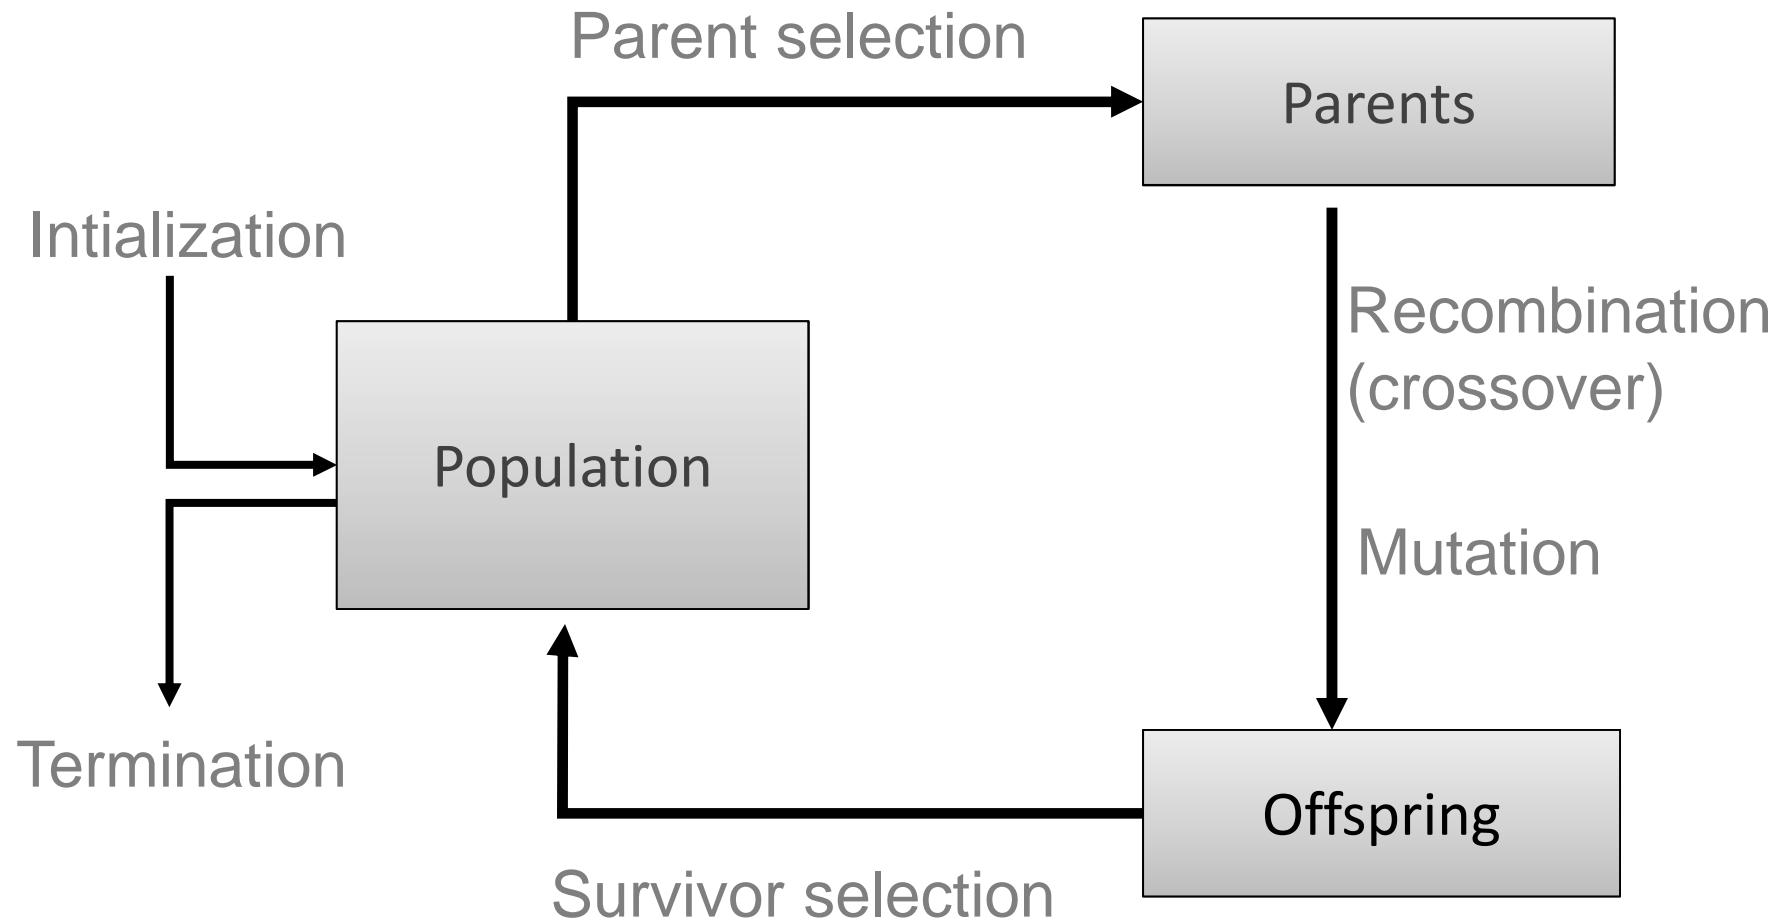 Parent selection
Parents
Intialization
Recombination
(crossover)
Population
Mutation
Termination
Offspring
Survivor selection